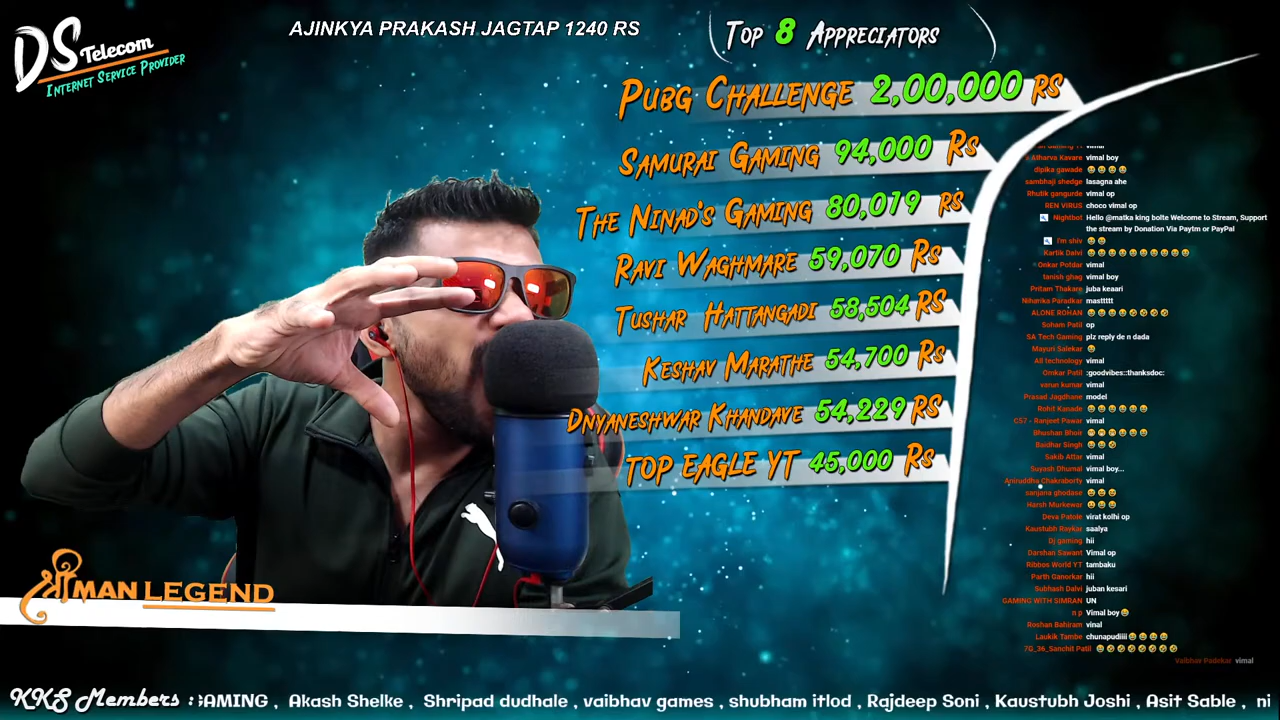 DS Telecom
INTERNET SERVICE PROVIDER
AJINKYA PRAKASH JAGTAP 1240 RS
TOP 8 APPRECIATORS
PUBG CHALLENGE 2,00,000 RS
SAMURAI GAMING 94,000 RS
THE NINAD'S GAMING 80,019 RS
RAVI WAGHMARE 59,070 RS
TUSHAR HATTANGADI 58,504 RS
KESHAV MARATHE 54,700 RS
DNYANESHWAR KHANDAVE 54,229 RS
TOP EAGLE YT 45,000 RS
vimal
Atharva Kavare vimal boy
dipika gawade 😂😂😂😂
sambhaji shedge lasagna ahe
Rhutik gangurde vimal op
REN VIRUS choco vimal op
Nightbot Hello @matka king bolte Welcome to Stream, Support
the stream by Donation Via Paytm or PayPal
I'm shiv 😂😂
Kartik Dalvi 😂😂😂😂😂😂😂😂😂😂
Onkar Potdar vimal
tanish ghag vimal boy
Pritam Thakare juba keaari
Niharika Paradkar masttttt
ALONE ROHAN 😂😂😂😂🤣🤣🤣
Soham Patil op
SA Tech Gaming plz reply de n dada
Mayuri Salekar 😂
All technology vimal
Omkar Patil :goodvibes::thanksdoc:
varun kumar vimal
Prasad Jagdhane model
Rohit Kanade 😂😂😂😂😂😂
C57 - Ranjeet Pawar vimal
Bhushan Bhoir 😁😁😁😂😂😂
Baidhar Singh 😂😂🤣
Sakib Attar vimal
Suyash Dhumal vimal boy...
Aniruddha Chakraborty vimal
sanjana ghodase 😂😂😂
Harsh Murkewar 😂😂😂
Deva Patole virat kolhi op
Kaustubh Raykar saalya
Dj gaming hii
Darshan Sawant Vimal op
Ribbos World YT tambaku
Parth Ganorkar hii
Subhash Dalvi juban kesari
GAMING WITH SIMRAN UN
n p Vimal boy😂
Roshan Bahiram vinal
Laukik Tambe chunapudiiii😂😂😂😂
7G_36_Sanchit Patil 😂🤣🤣🤣🤣🤣🤣🤣
Vaibhav Padekar vimal
श्रीMAN LEGEND
KKS Members : GAMING , Akash Shelke , Shripad dudhale , vaibhav games , shubham itlod , Rajdeep Soni , Kaustubh Joshi , Asit Sable , ni